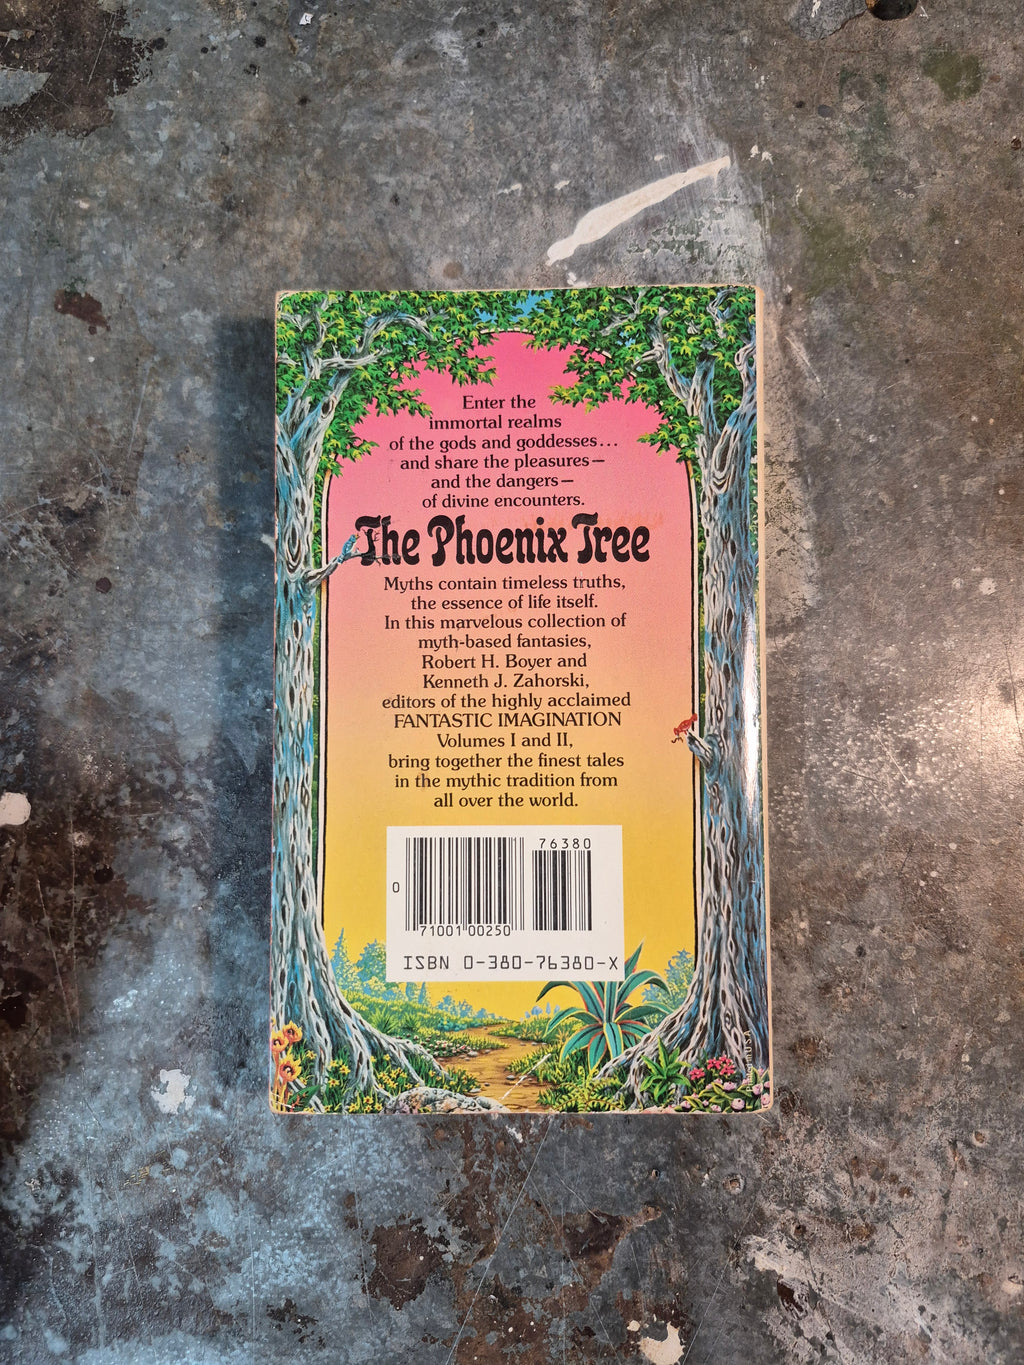 Enter the
immortal realms
of the gods and goddesses...
and share the pleasures—
and the dangers—
of divine encounters.
The Phoenix Tree
Myths contain timeless truths,
the essence of life itself.
In this marvelous collection of
myth-based fantasies,
Robert H. Boyer and
Kenneth J. Zahorski,
editors of the highly acclaimed
FANTASTIC IMAGINATION
Volumes I and II,
bring together the finest tales
in the mythic tradition from
all over the world.
76380
0
71001 00250
ISBN 0-380-76380-X